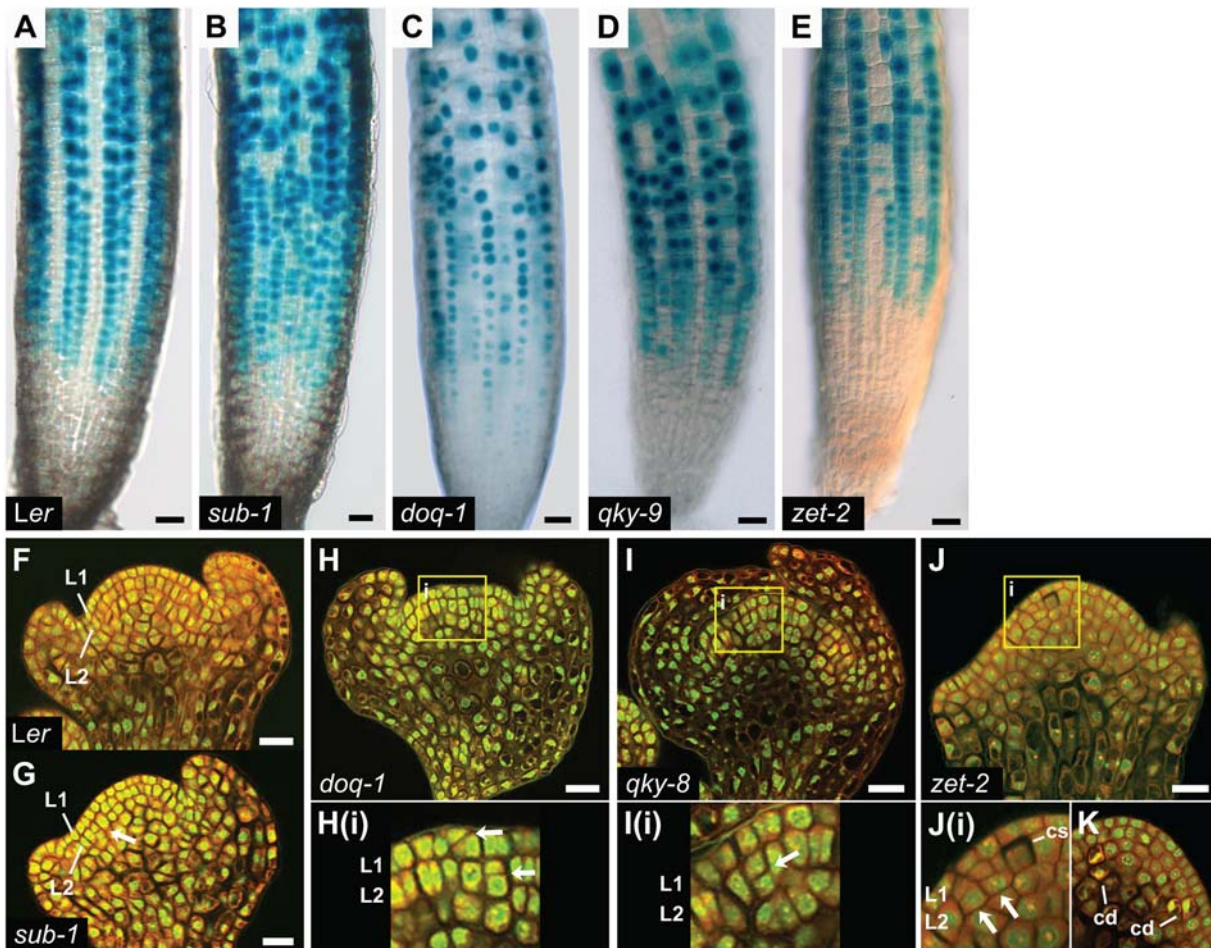 A B C D E
Ler sub-1 doq-1 qky-9 zet-2
F L1 L2 Ler
G L1 L2 sub-1
H i doq-1
I i qky-8
J i zet-2
H(i) L1 L2
I(i) L1 L2
J(i) cs L1 L2
K cd cd